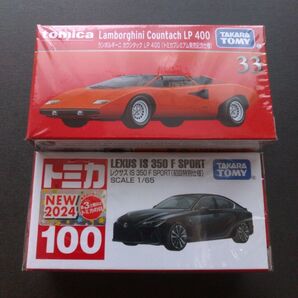 tomica
Lamborghini Countach LP 400
ランボルギーニ カウンタック LP 400 (トミカプレミアム発売記念仕様)
TAKARA
TOMY
33
トミカ
LEXUS IS 350 F SPORT
レクサス IS 350 F SPORT (初回特別仕様)
SCALE 1/65
TAKARA
TOMY
NEW
2024
100